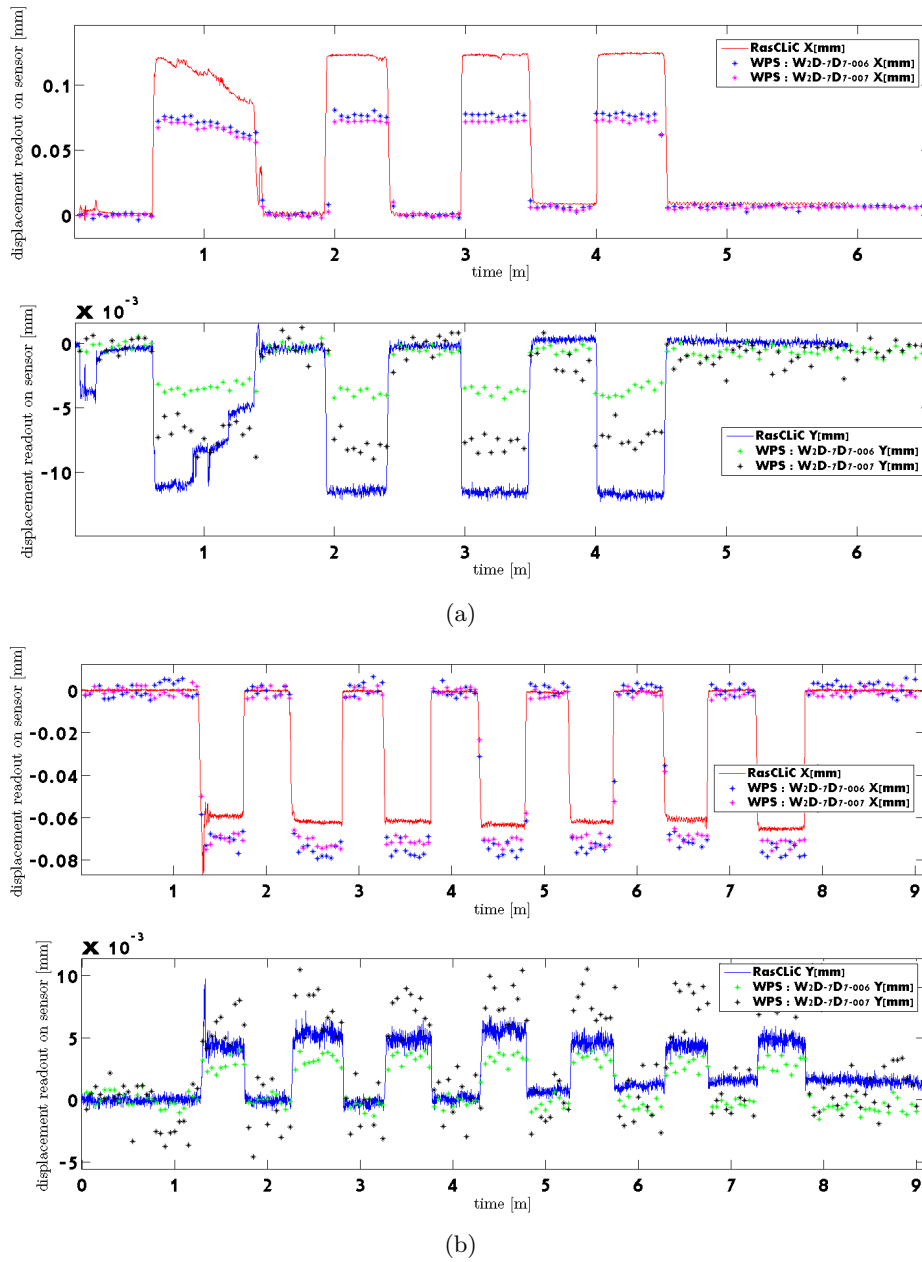 displacement readout on sensor [mm]
0.1
0.05
0
RasCLiC X[mm]
WPS : W2D-7D7-006 X[mm]
WPS : W2D-7D7-007 X[mm]
1 2 3 4 5 6
time [m]
X 10⁻³
displacement readout on sensor [mm]
0
-5
-10
RasCLiC Y[mm]
WPS : W2D-7D7-006 Y[mm]
WPS : W2D-7D7-007 Y[mm]
1 2 3 4 5 6
time [m]
(a)
displacement readout on sensor [mm]
0
-0.02
-0.04
-0.06
-0.08
RasCLiC X[mm]
WPS : W2D-7D7-006 X[mm]
WPS : W2D-7D7-007 X[mm]
1 2 3 4 5 6 7 8 9
time [m]
X 10⁻³
displacement readout on sensor [mm]
10
5
0
-5
RasCLiC Y[mm]
WPS : W2D-7D7-006 Y[mm]
WPS : W2D-7D7-007 Y[mm]
0 1 2 3 4 5 6 7 8 9
time [m]
(b)